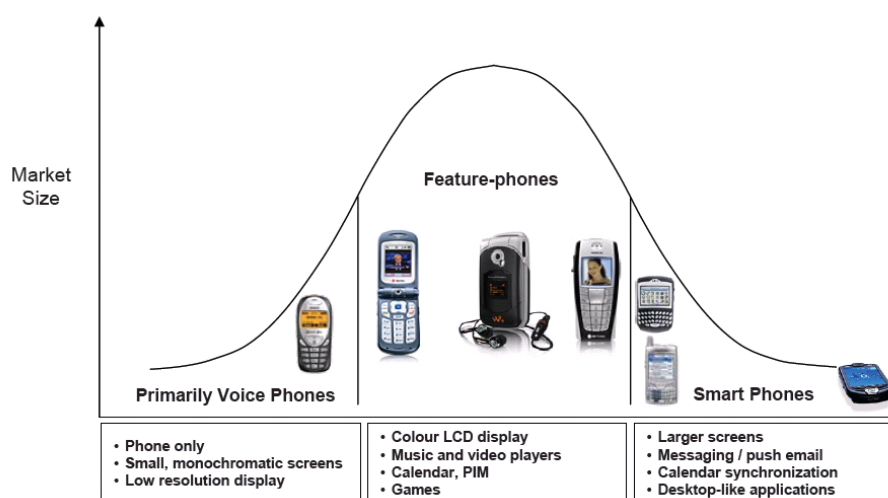 Market
Size
Feature-phones
Primarily Voice Phones
Smart Phones
• Phone only
• Small, monochromatic screens
• Low resolution display
• Colour LCD display
• Music and video players
• Calendar, PIM
• Games
• Larger screens
• Messaging / push email
• Calendar synchronization
• Desktop-like applications